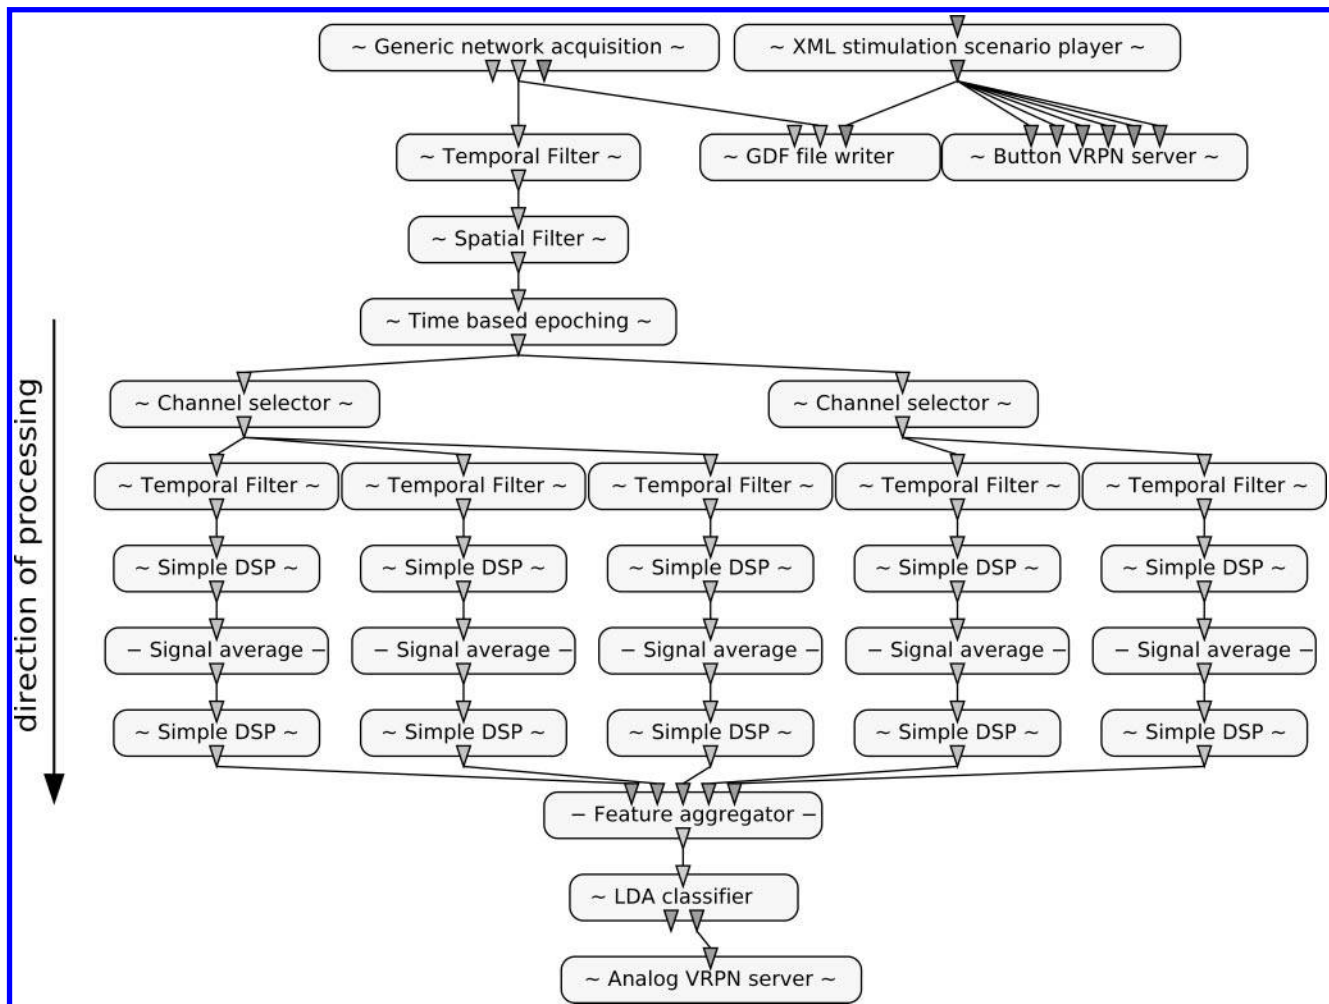 ~ Generic network acquisition ~
~ XML stimulation scenario player ~
~ Temporal Filter ~
~ GDF file writer
~ Button VRPN server ~
~ Spatial Filter ~
~ Time based epoching ~
direction of processing
~ Channel selector ~
~ Channel selector ~
~ Temporal Filter ~
~ Temporal Filter ~
~ Temporal Filter ~
~ Temporal Filter ~
~ Temporal Filter ~
~ Simple DSP ~
~ Simple DSP ~
~ Simple DSP ~
~ Simple DSP ~
~ Simple DSP ~
− Signal average −
− Signal average −
− Signal average −
− Signal average −
− Signal average −
~ Simple DSP ~
~ Simple DSP ~
~ Simple DSP ~
~ Simple DSP ~
~ Simple DSP ~
− Feature aggregator −
~ LDA classifier
~ Analog VRPN server ~